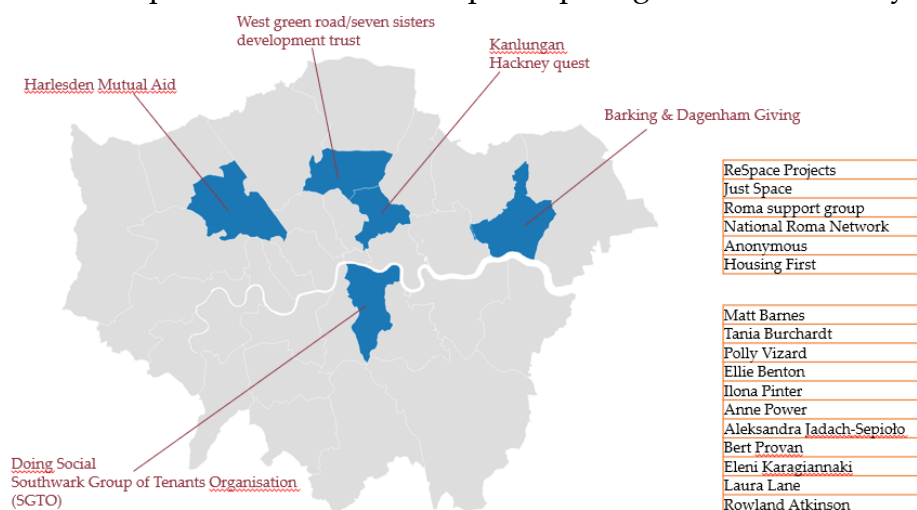 West green road/seven sisters
development trust
Kanlungan
Hackney quest
Harlesden Mutual Aid
Barking & Dagenham Giving
ReSpace Projects
Just Space
Roma support group
National Roma Network
Anonymous
Housing First
Matt Barnes
Tania Burchardt
Polly Vizard
Ellie Benton
Ilona Pinter
Anne Power
Aleksandra Jadach-Sepioło
Bert Provan
Eleni Karagiannaki
Laura Lane
Rowland Atkinson
Doing Social
Southwark Group of Tenants Organisation
(SGTO)